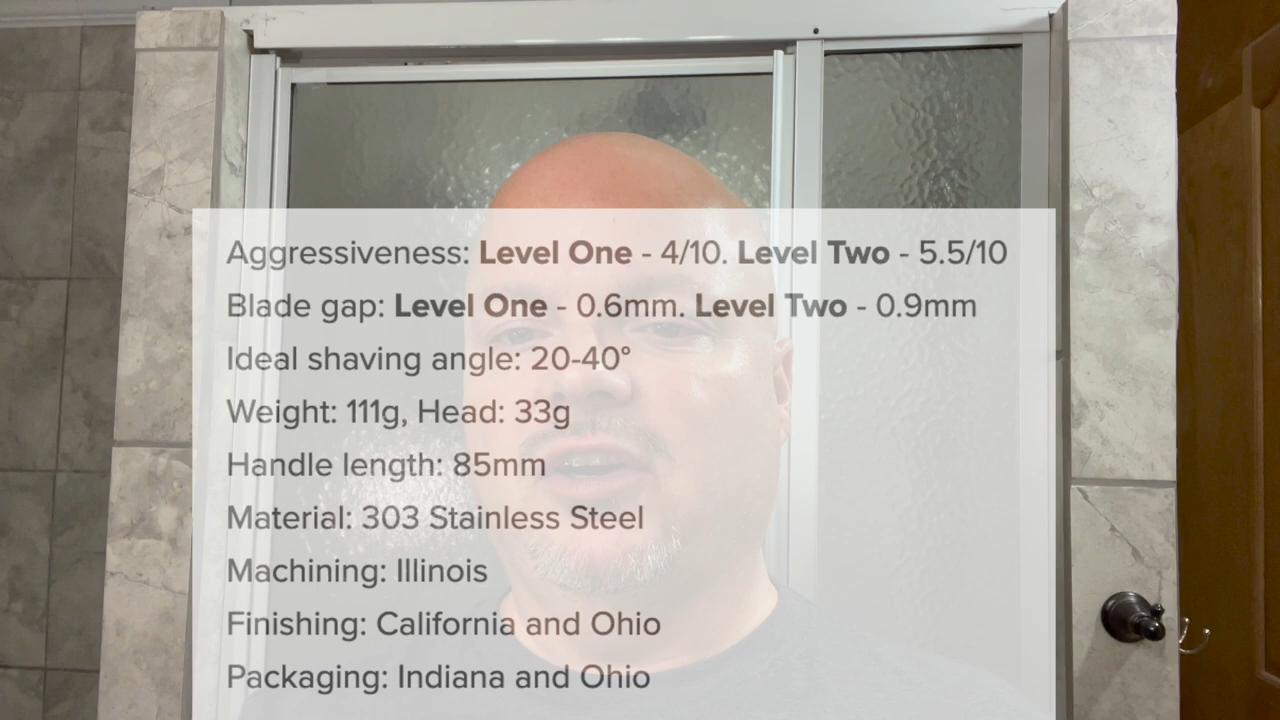 Aggressiveness: Level One - 4/10. Level Two - 5.5/10
Blade gap: Level One - 0.6mm. Level Two - 0.9mm
Ideal shaving angle: 20-40°
Weight: 111g, Head: 33g
Handle length: 85mm
Material: 303 Stainless Steel
Machining: Illinois
Finishing: California and Ohio
Packaging: Indiana and Ohio